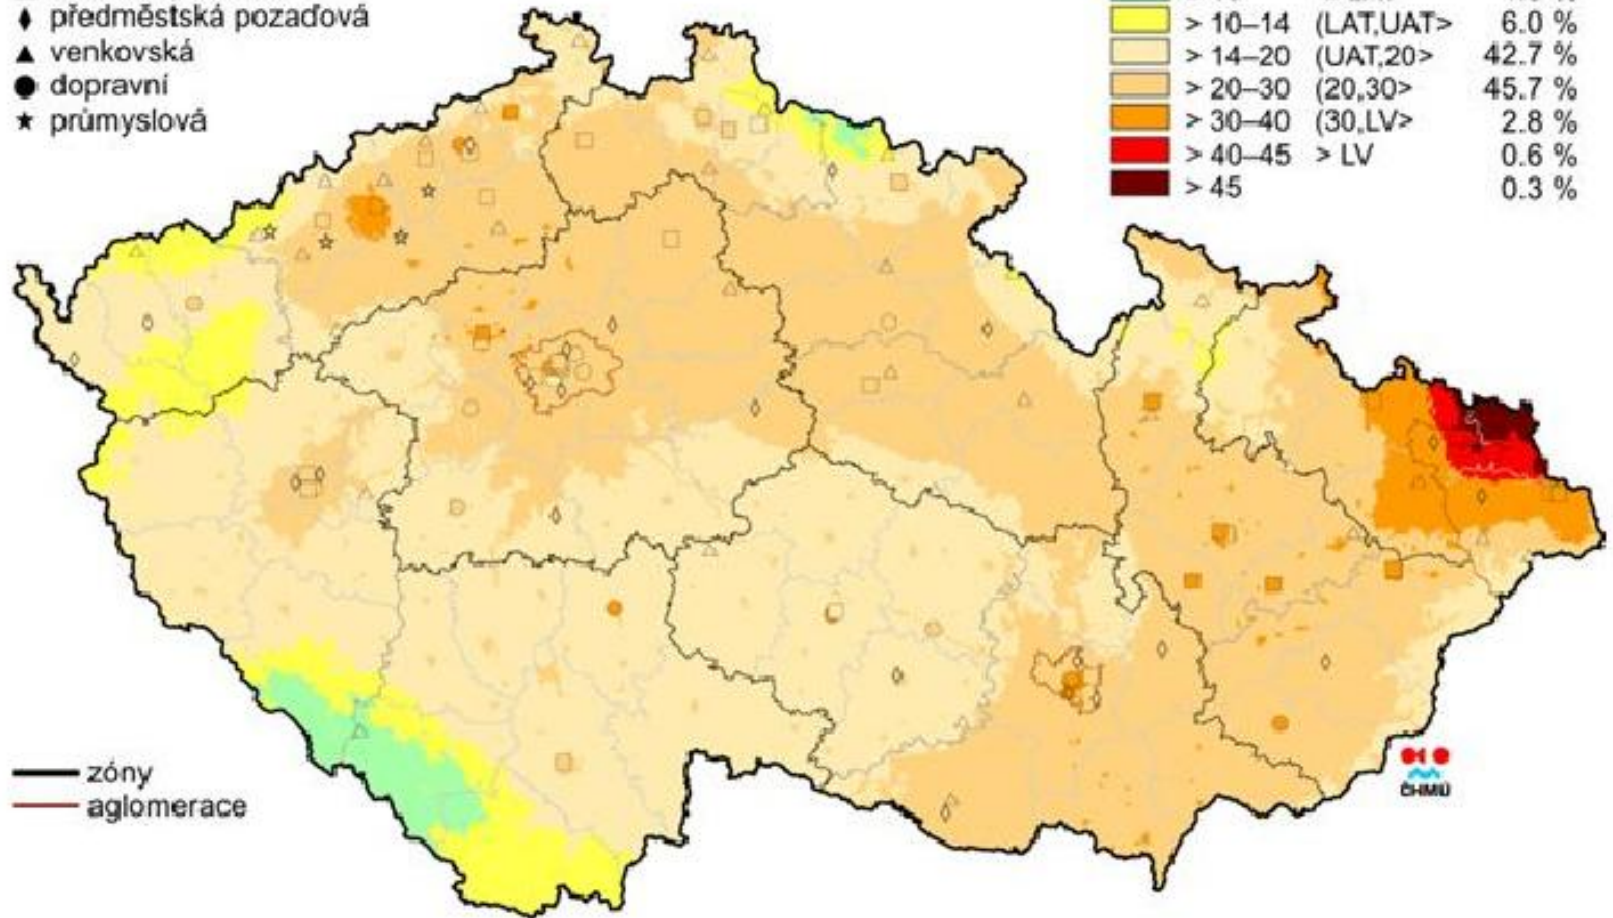 předměstská pozaďová
venkovská
dopravní
průmyslová
> 10–14 (LAT,UAT> 6.0 %
> 14–20 (UAT,20> 42.7 %
> 20–30 (20,30> 45.7 %
> 30–40 (30,LV> 2.8 %
> 40–45 > LV 0.6 %
> 45 0.3 %
zóny
aglomerace
ČHMÚ